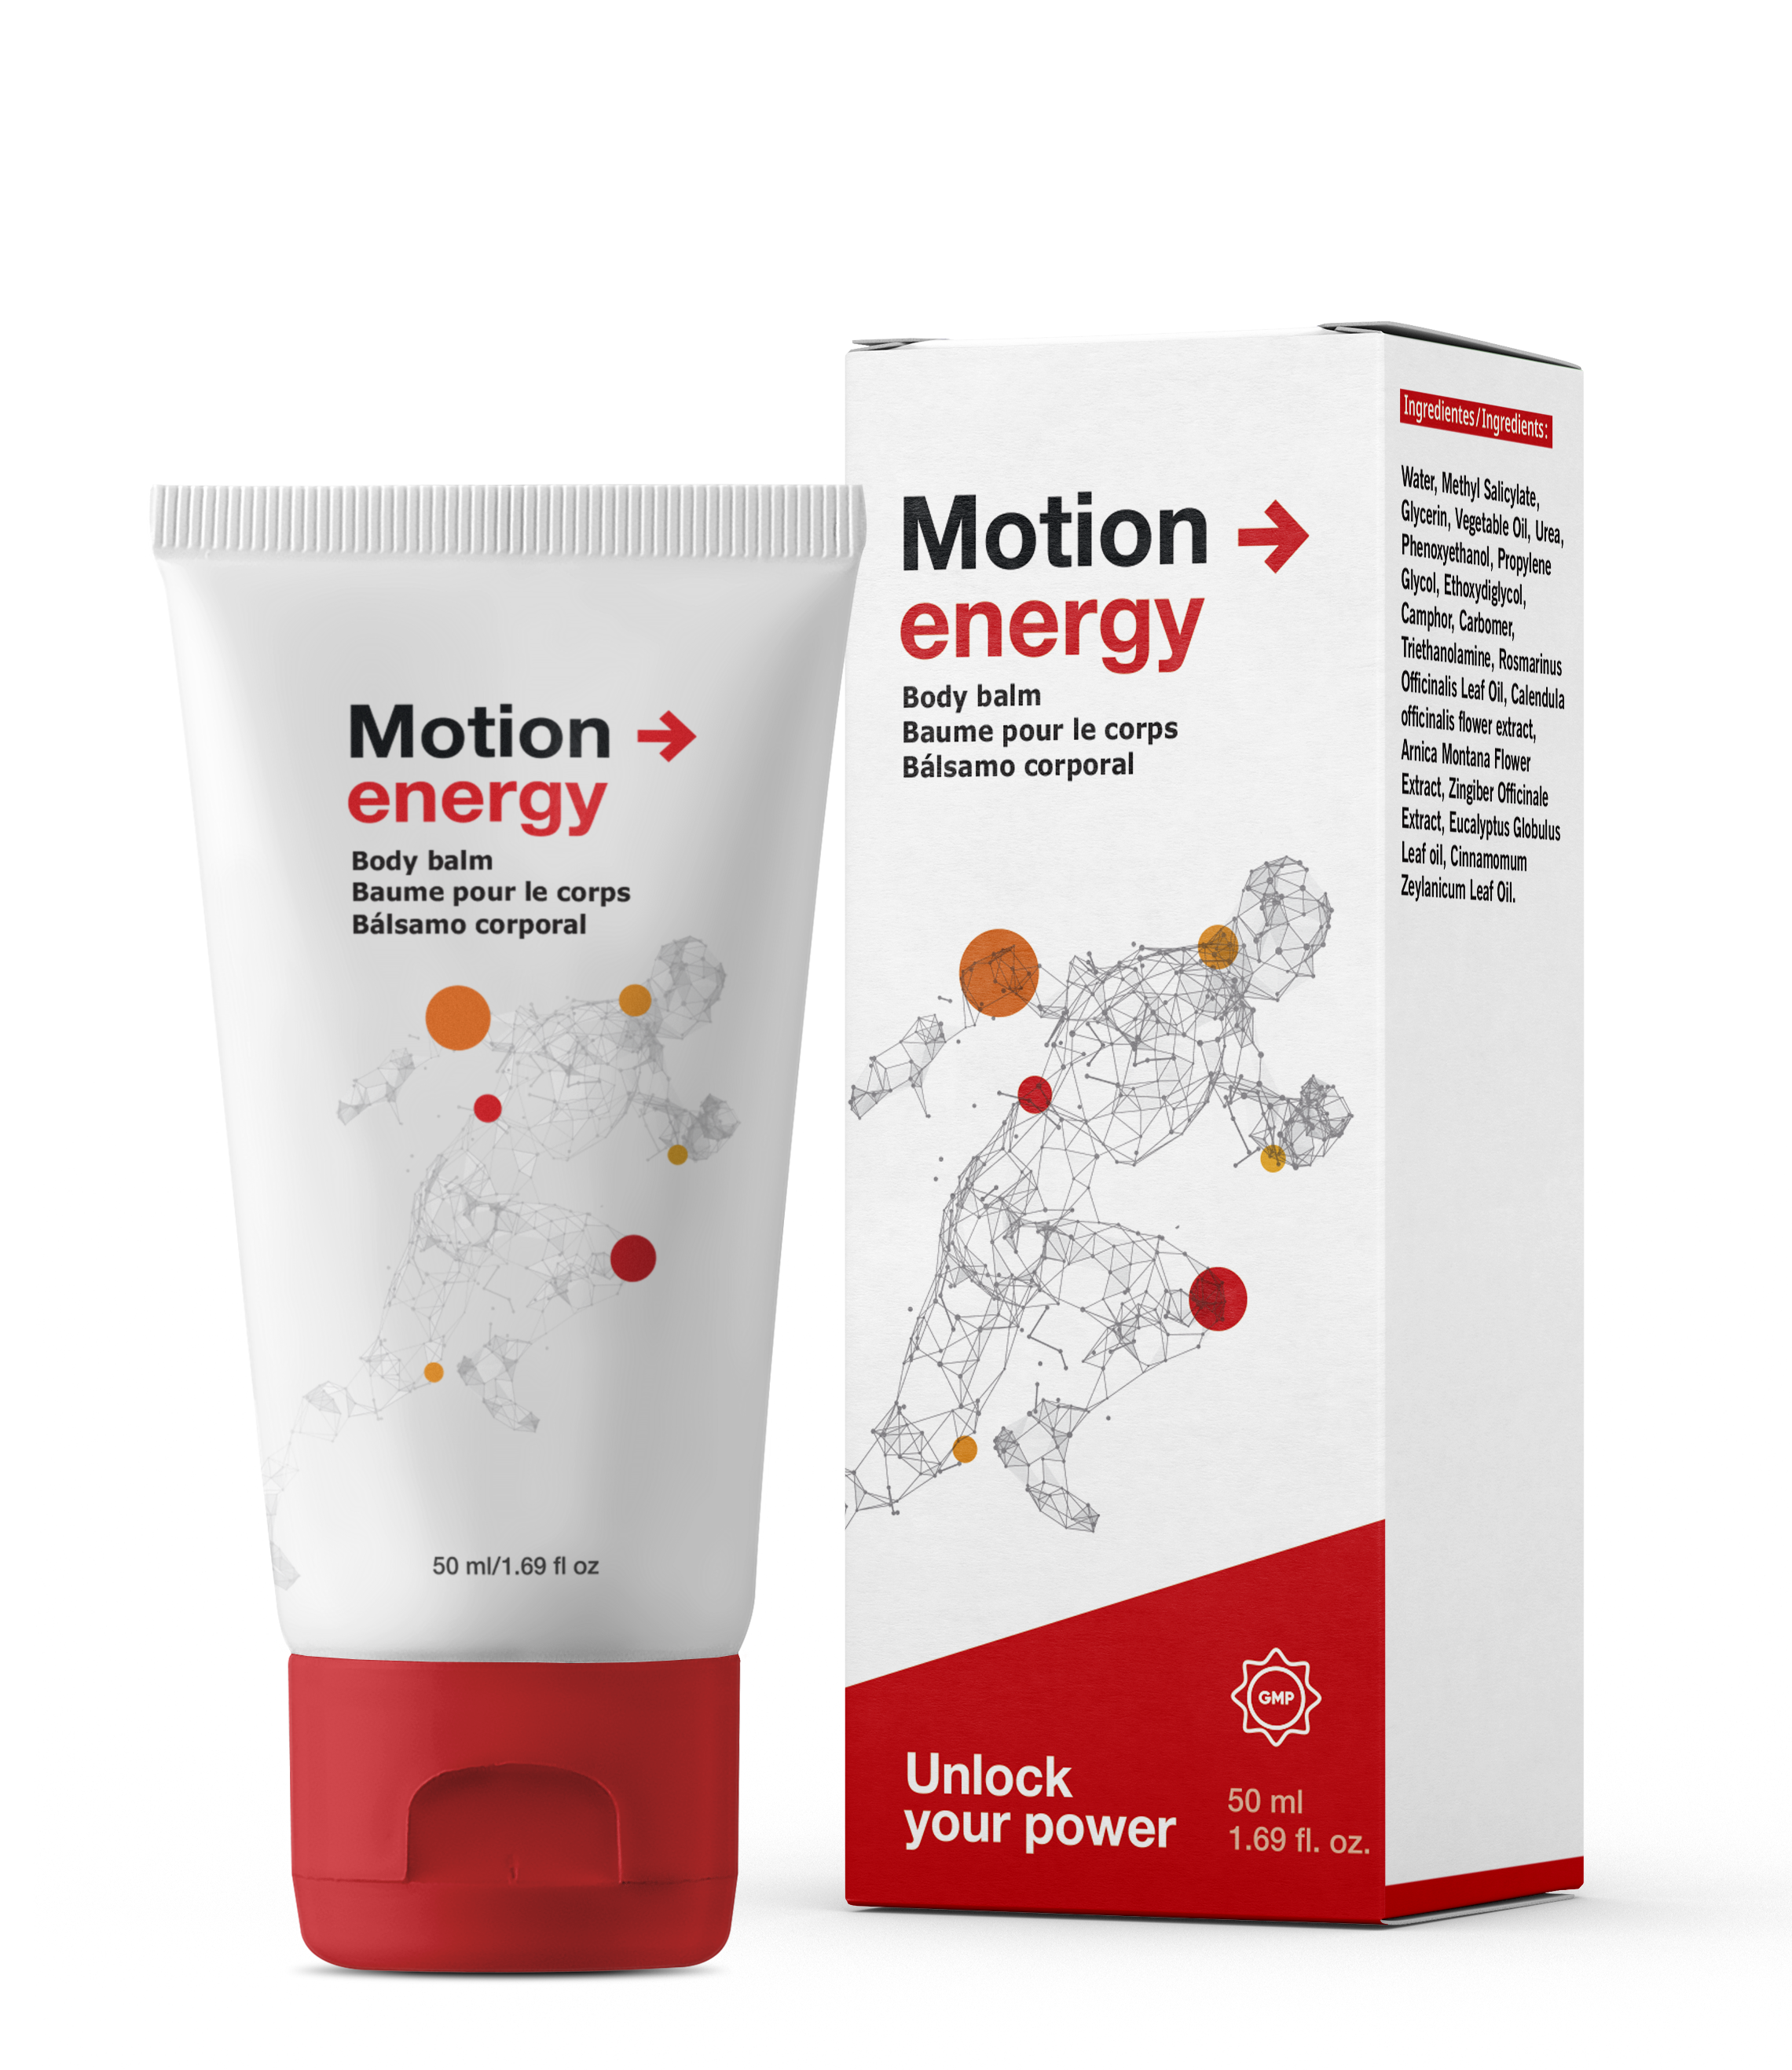 Motion →
energy
Body balm
Baume pour le corps
Bálsamo corporal
50 ml/1.69 fl oz
Motion →
energy
Body balm
Baume pour le corps
Bálsamo corporal
GMP
Unlock
your power
50 ml
1.69 fl. oz.
Ingredientes/Ingredients:
Water, Methyl Salicylate,
Glycerin, Vegetable Oil, Urea,
Phenoxyethanol, Propylene
Glycol, Ethoxydiglycol,
Camphor, Carbomer,
Triethanolamine, Rosmarinus
Officinalis Leaf Oil, Calendula
officinalis flower extract,
Arnica Montana Flower
Extract, Zingiber Officinale
Extract, Eucalyptus Globulus
Leaf oil, Cinnamomum
Zeylanicum Leaf Oil.